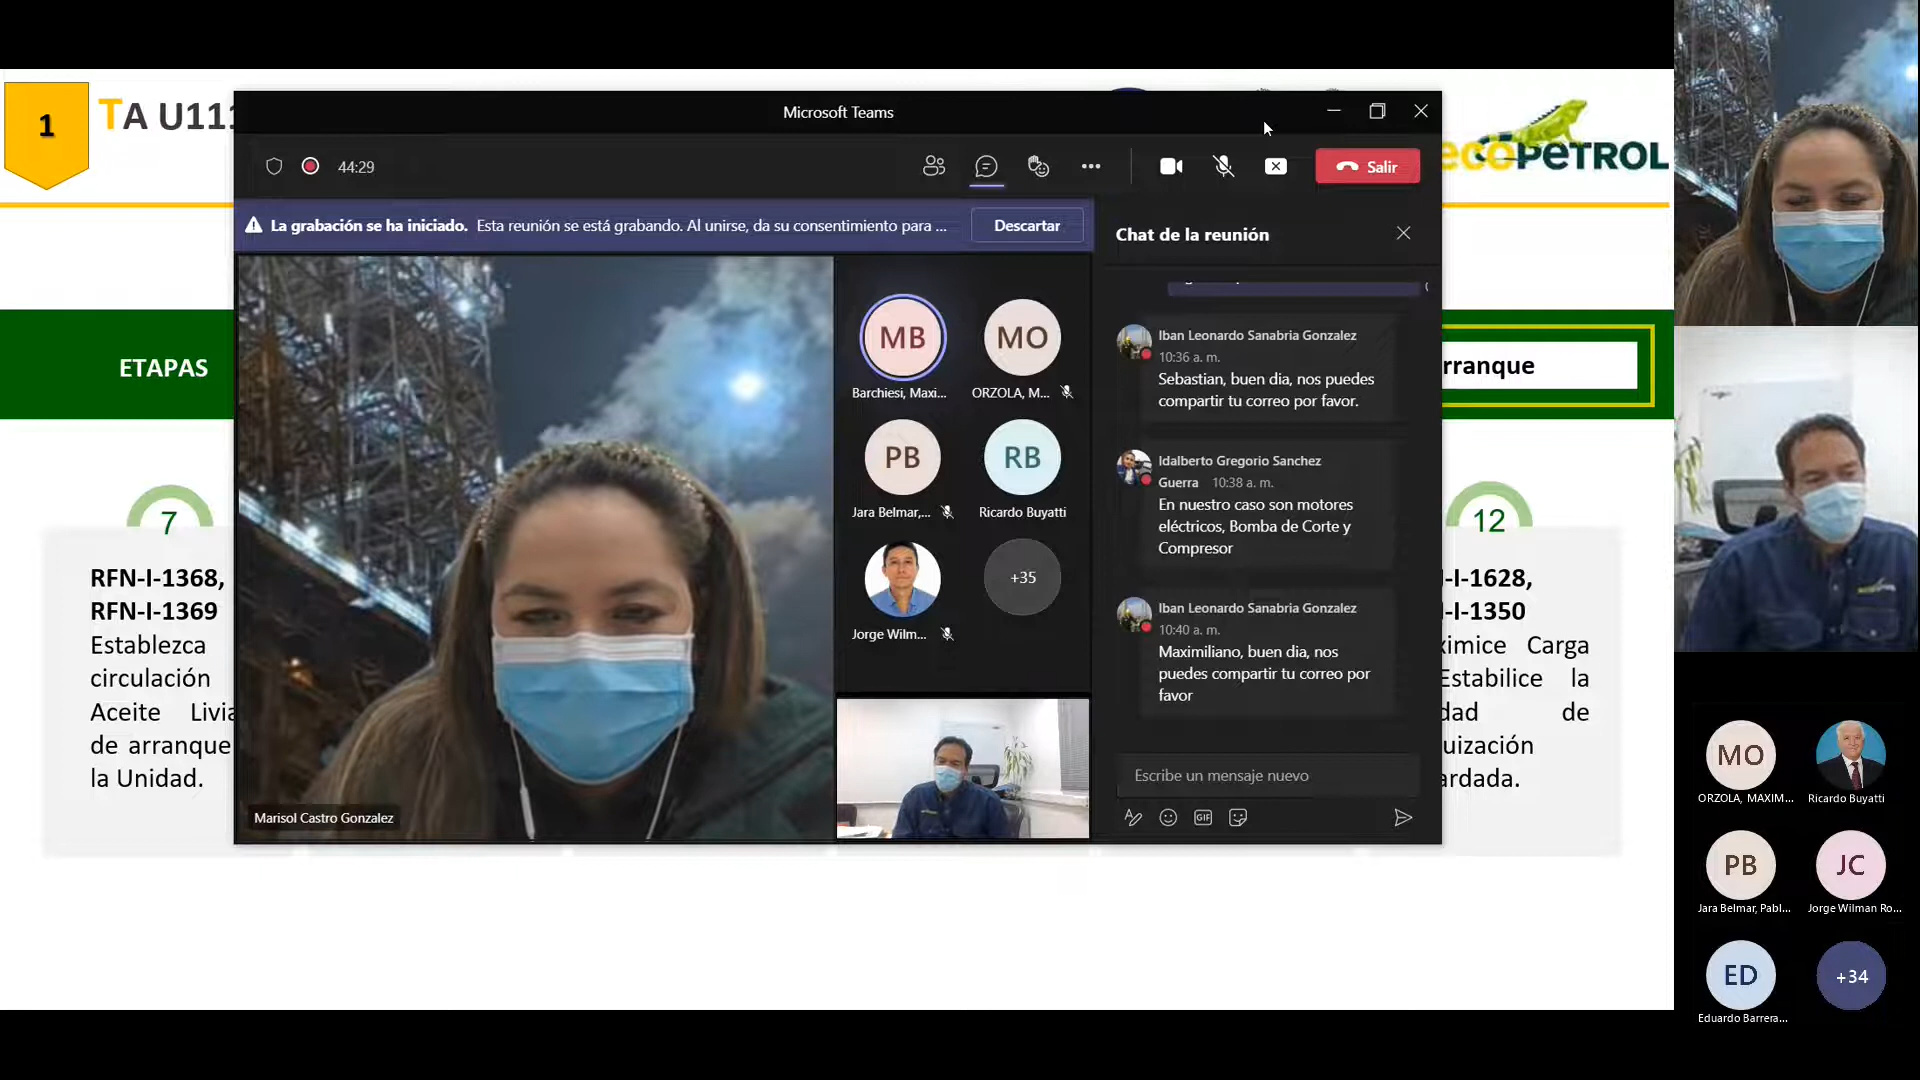 1
TA U111
ecoPETROL
Microsoft Teams
44:29
Salir
La grabación se ha iniciado. Esta reunión se está grabando. Al unirse, da su consentimiento para ...
Descartar
Chat de la reunión
ETAPAS
rranque
7
RFN-I-1368,
RFN-I-1369
Establezca
circulación
Aceite Livia
de arranque
la Unidad.
Marisol Castro Gonzalez
MB
Barchiesi, Maxi...
MO
ORZOLA, M...
PB
Jara Belmar,...
RB
Ricardo Buyatti
Jorge Wilm...
+35
Iban Leonardo Sanabria Gonzalez
10:36 a. m.
Sebastian, buen dia, nos puedes
compartir tu correo por favor.
Idalberto Gregorio Sanchez
Guerra 10:38 a. m.
En nuestro caso son motores
eléctricos, Bomba de Corte y
Compresor
Iban Leonardo Sanabria Gonzalez
10:40 a. m.
Maximiliano, buen dia, nos
puedes compartir tu correo por
favor
Escribe un mensaje nuevo
GIF
12
-I-1628,
-I-1350
ximice Carga
Estabilice la
dad de
uización
ardada.
MO
ORZOLA, MAXIM...
Ricardo Buyatti
PB
Jara Belmar, Pabl...
JC
Jorge Wilman Ro...
ED
Eduardo Barrera...
+34